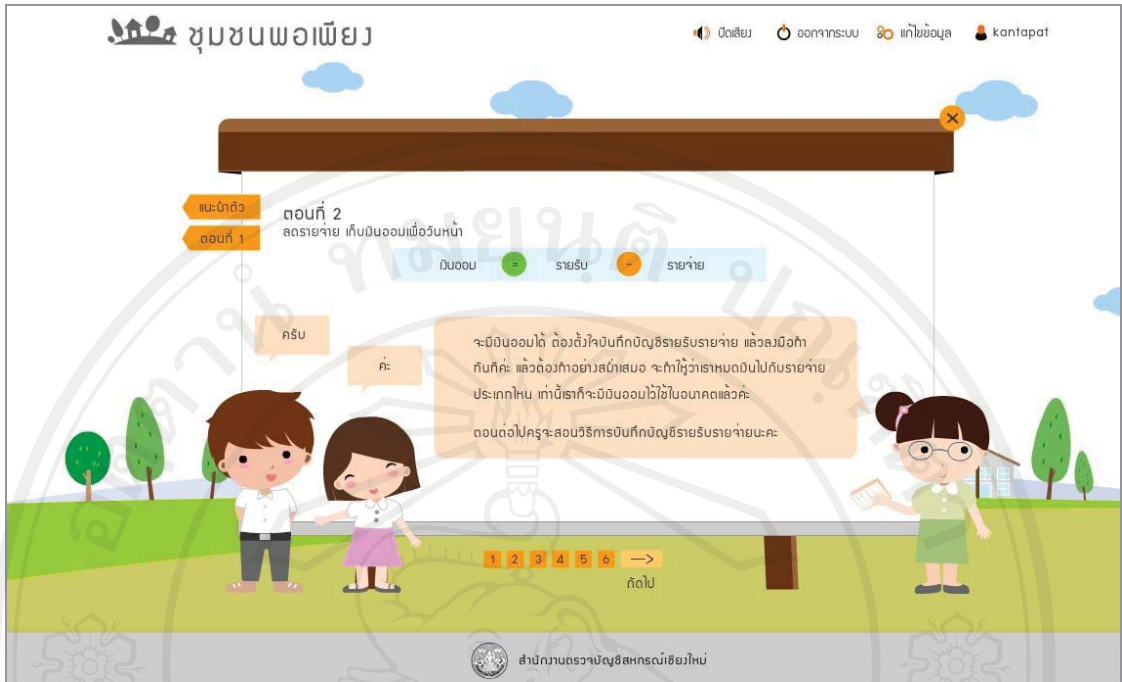 ชุมชนพอเพียง
ปิดเสียง ออกจากระบบ แก้ไขข้อมูล kantapat
แนะนำตัว
ตอนที่ 1
ตอนที่ 2
ลดรายจ่าย เก็บเงินออมเพื่อวันหน้า
เงินออม = รายรับ - รายจ่าย
ครับ
ค่ะ
จะมีเงินออมได้ ต้องตั้งใจบันทึกบัญชีรายรับรายจ่าย แล้วลงมือทำ
ทันทีค่ะ แล้วต้องทำอย่างสม่ำเสมอ จะทำให้รู้ว่าเราหมดเงินไปกับรายจ่าย
ประเภทไหน เท่านี้เราก็จะมีเงินออมไว้ใช้ในอนาคตแล้วค่ะ
ตอนต่อไปครูจะสอนวิธีการบันทึกบัญชีรายรับรายจ่ายนะคะ
1 2 3 4 5 6 →
ถัดไป
สำนักงานตรวจบัญชีสหกรณ์เชียงใหม่